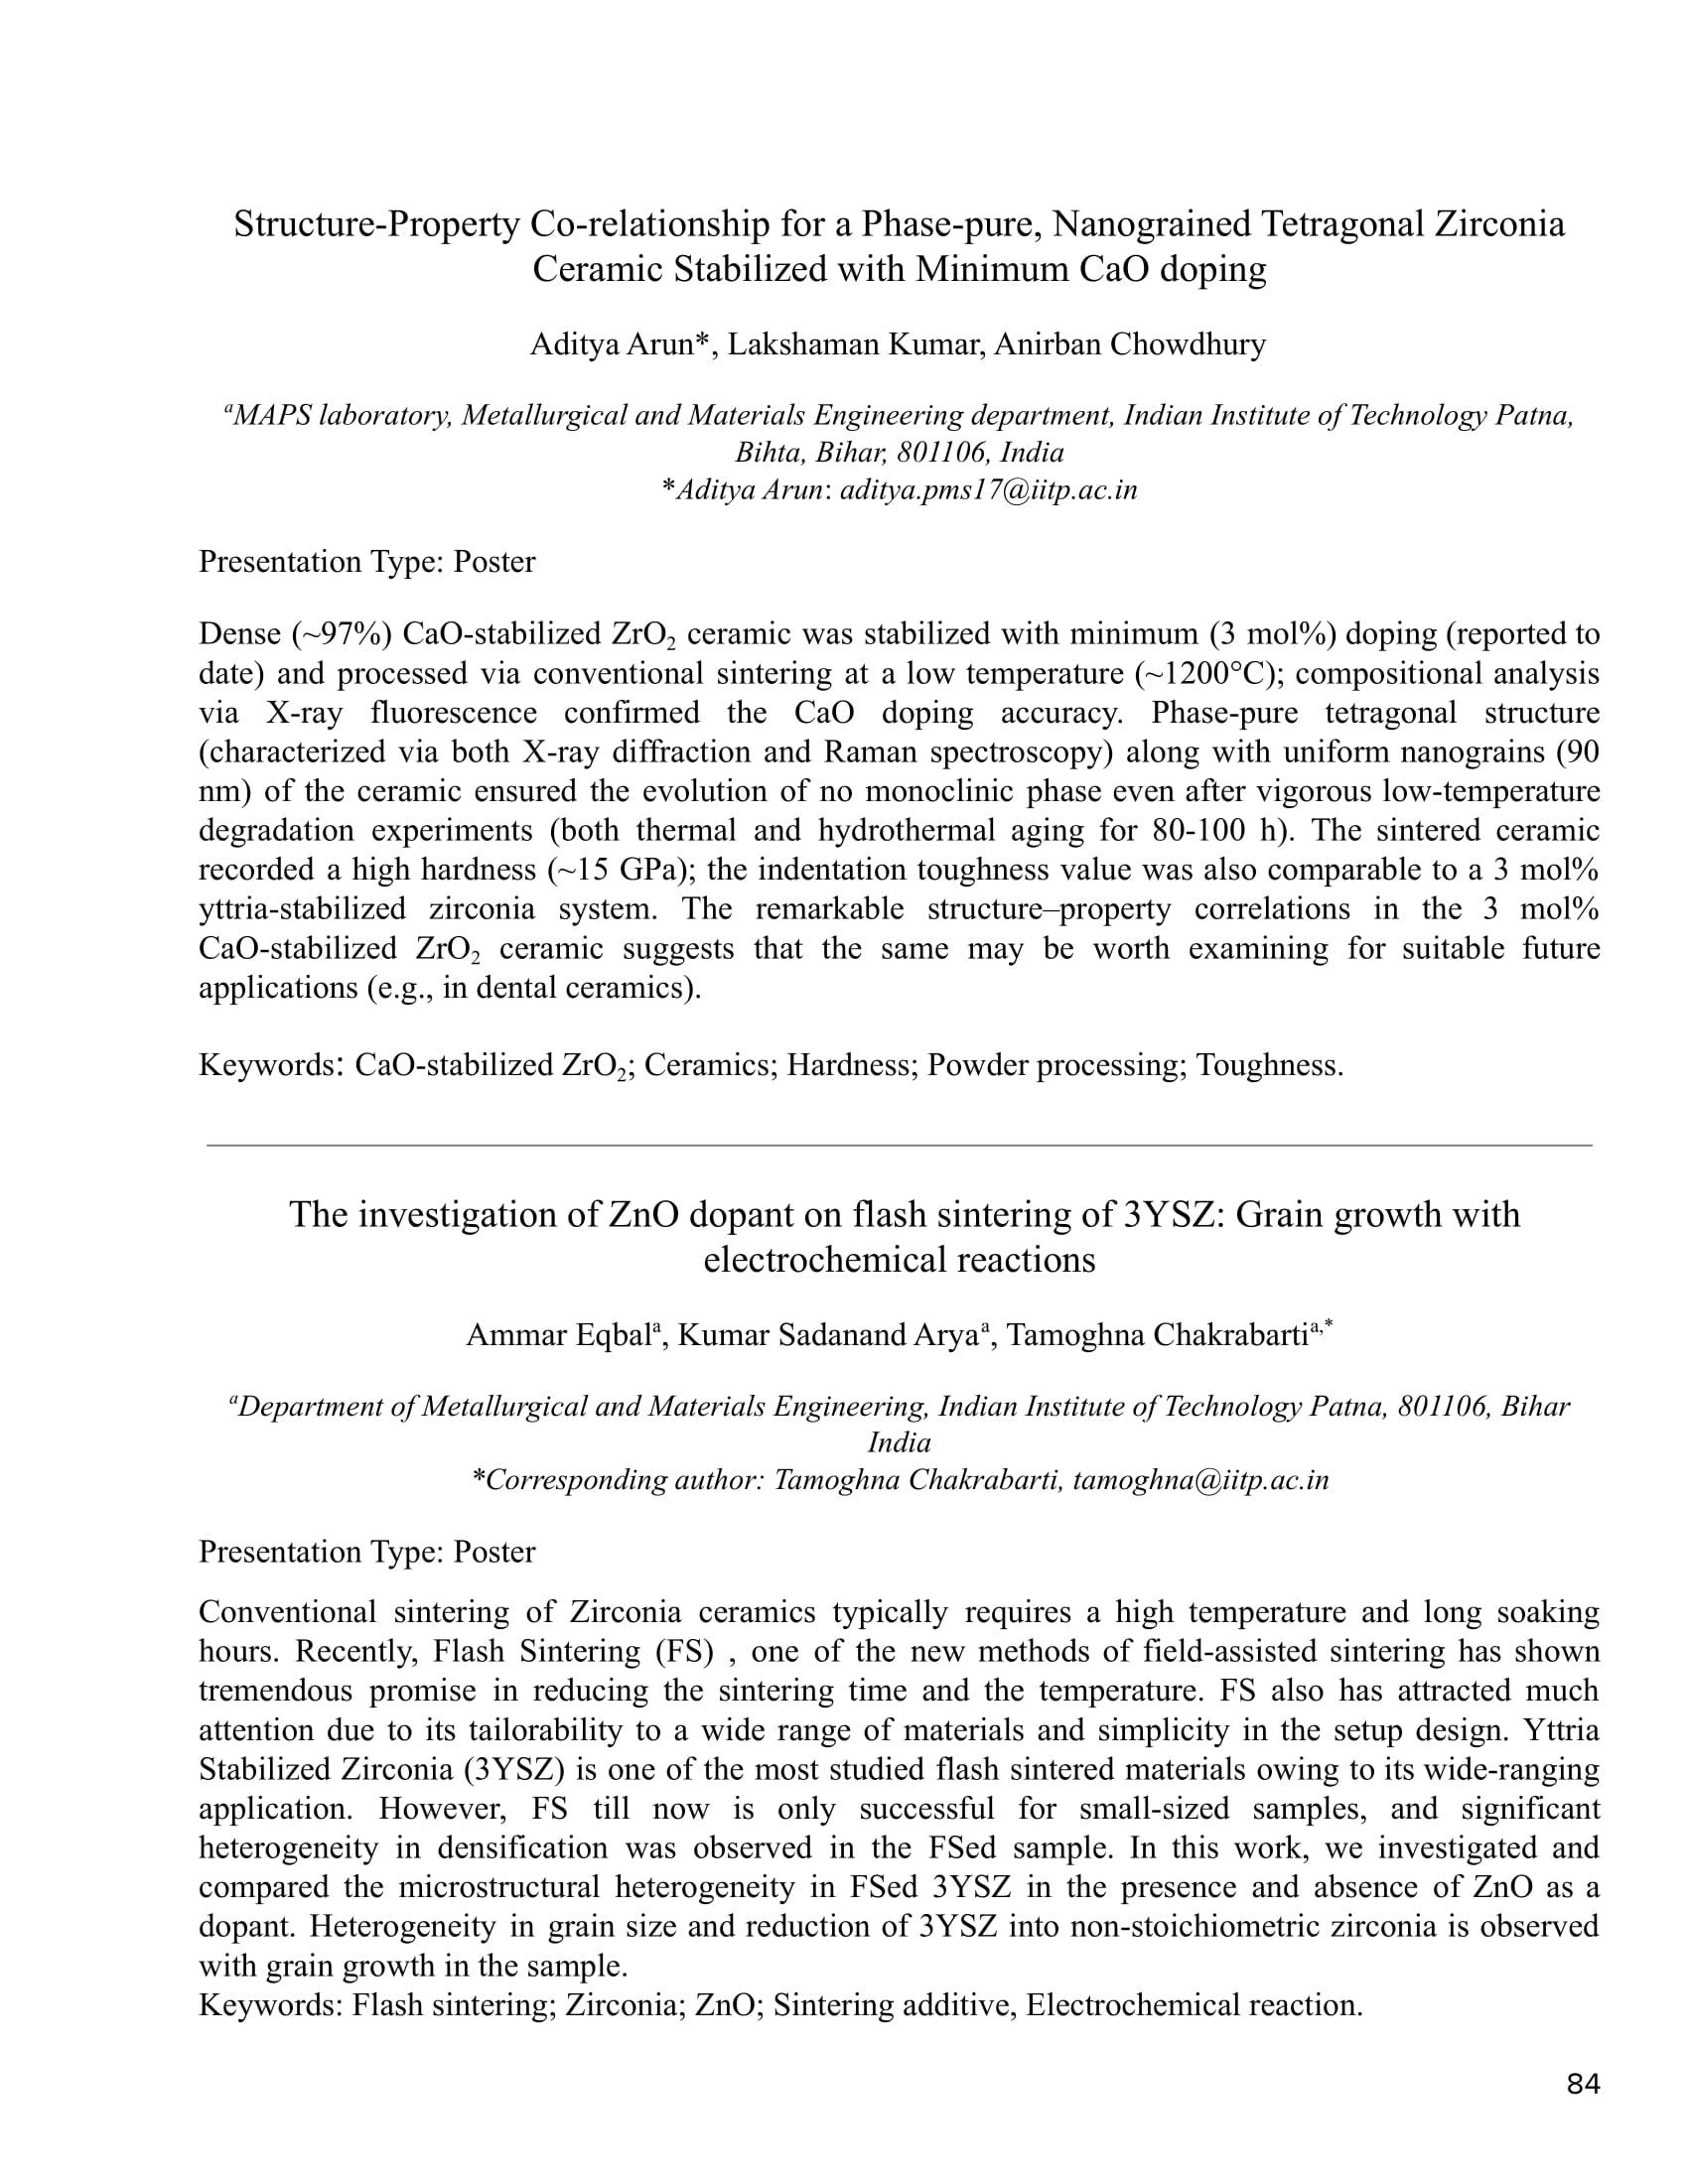 Structure-Property Co-relationship for a Phase-pure, Nanograined Tetragonal Zirconia
Ceramic Stabilized with Minimum CaO doping
Aditya Arun*, Lakshaman Kumar, Anirban Chowdhury
ᵃMAPS laboratory, Metallurgical and Materials Engineering department, Indian Institute of Technology Patna,
Bihta, Bihar, 801106, India
*Aditya Arun: aditya.pms17@iitp.ac.in
Presentation Type: Poster
Dense (~97%) CaO-stabilized ZrO₂ ceramic was stabilized with minimum (3 mol%) doping (reported to
date) and processed via conventional sintering at a low temperature (~1200°C); compositional analysis
via X-ray fluorescence confirmed the CaO doping accuracy. Phase-pure tetragonal structure
(characterized via both X-ray diffraction and Raman spectroscopy) along with uniform nanograins (90
nm) of the ceramic ensured the evolution of no monoclinic phase even after vigorous low-temperature
degradation experiments (both thermal and hydrothermal aging for 80-100 h). The sintered ceramic
recorded a high hardness (~15 GPa); the indentation toughness value was also comparable to a 3 mol%
yttria-stabilized zirconia system. The remarkable structure–property correlations in the 3 mol%
CaO-stabilized ZrO₂ ceramic suggests that the same may be worth examining for suitable future
applications (e.g., in dental ceramics).
Keywords: CaO-stabilized ZrO₂; Ceramics; Hardness; Powder processing; Toughness.
The investigation of ZnO dopant on flash sintering of 3YSZ: Grain growth with
electrochemical reactions
Ammar Eqbalᵃ, Kumar Sadanand Aryaᵃ, Tamoghna Chakrabartiᵃ,*
ᵃDepartment of Metallurgical and Materials Engineering, Indian Institute of Technology Patna, 801106, Bihar
India
*Corresponding author: Tamoghna Chakrabarti, tamoghna@iitp.ac.in
Presentation Type: Poster
Conventional sintering of Zirconia ceramics typically requires a high temperature and long soaking
hours. Recently, Flash Sintering (FS) , one of the new methods of field-assisted sintering has shown
tremendous promise in reducing the sintering time and the temperature. FS also has attracted much
attention due to its tailorability to a wide range of materials and simplicity in the setup design. Yttria
Stabilized Zirconia (3YSZ) is one of the most studied flash sintered materials owing to its wide-ranging
application. However, FS till now is only successful for small-sized samples, and significant
heterogeneity in densification was observed in the FSed sample. In this work, we investigated and
compared the microstructural heterogeneity in FSed 3YSZ in the presence and absence of ZnO as a
dopant. Heterogeneity in grain size and reduction of 3YSZ into non-stoichiometric zirconia is observed
with grain growth in the sample.
Keywords: Flash sintering; Zirconia; ZnO; Sintering additive, Electrochemical reaction.
84